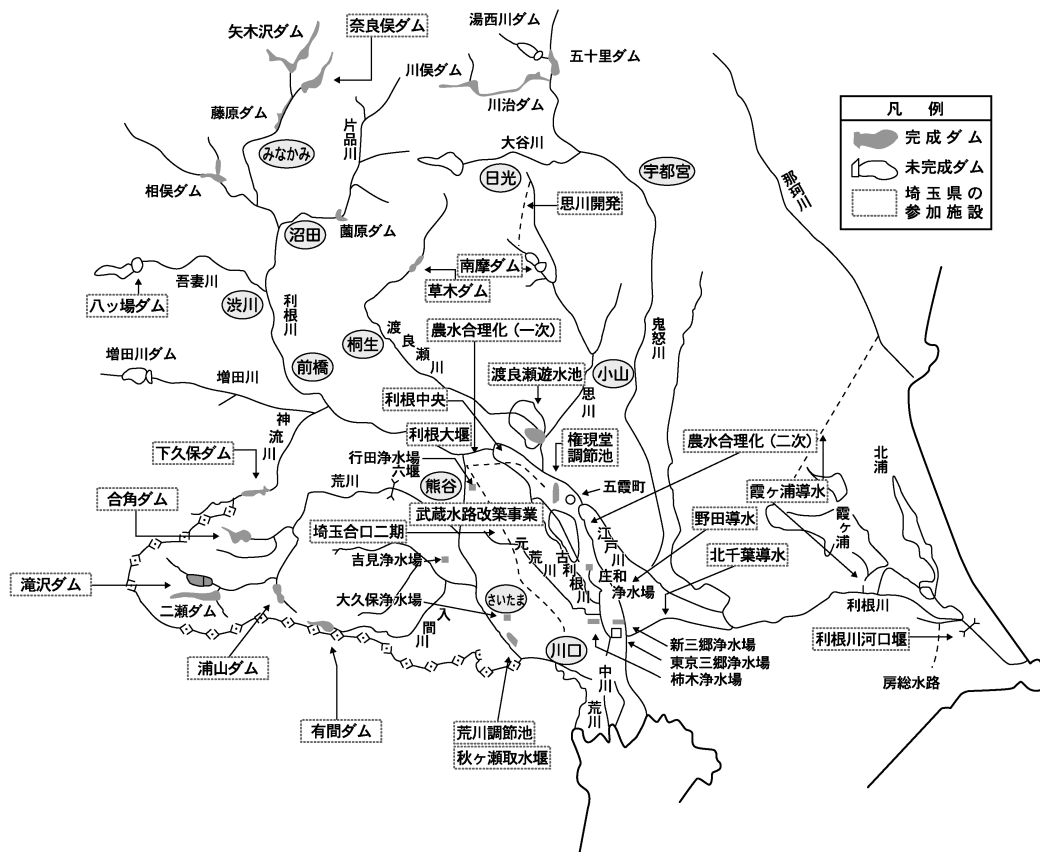 矢木沢ダム
奈良俣ダム
湯西川ダム
五十里ダム
川俣ダム
川治ダム
藤原ダム
片品川
みなかみ
大谷川
日光
宇都宮
凡例
完成ダム
未完成ダム
埼玉県の
参加施設
相俣ダム
思川開発
那珂川
沼田
薗原ダム
南摩ダム
草木ダム
吾妻川
八ッ場ダム
渋川
利根川
鬼怒川
農水合理化（一次）
渡良瀬川
桐生
増田川ダム
増田川
前橋
渡良瀬遊水池
小山
思川
利根中央
神流川
利根大堰
権現堂
調節池
農水合理化（二次）
下久保ダム
行田浄水場
六堰
荒川
熊谷
五霞町
北浦
合角ダム
霞ヶ浦導水
霞ヶ浦
武蔵水路改築事業
野田導水
埼玉合口二期
元荒川
古利根川
江戸川
北千葉導水
吉見浄水場
庄和
浄水場
滝沢ダム
二瀬ダム
大久保浄水場
さいたま
入間川
利根川
利根川河口堰
新三郷浄水場
東京三郷浄水場
柿木浄水場
川口
浦山ダム
中川
房総水路
荒川
有間ダム
荒川調節池
秋ヶ瀬取水堰